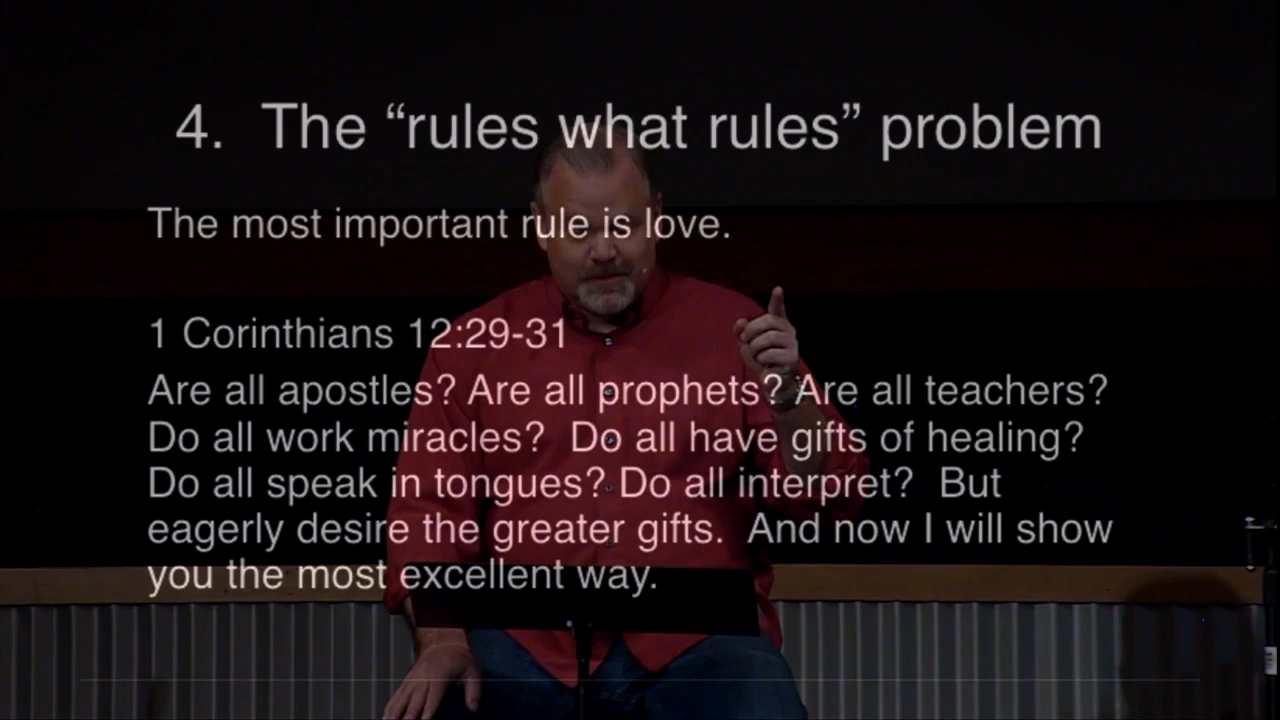 4. The “rules what rules” problem
The most important rule is love.
1 Corinthians 12:29-31
Are all apostles? Are all prophets? Are all teachers?
Do all work miracles? Do all have gifts of healing?
Do all speak in tongues? Do all interpret? But
eagerly desire the greater gifts. And now I will show
you the most excellent way.